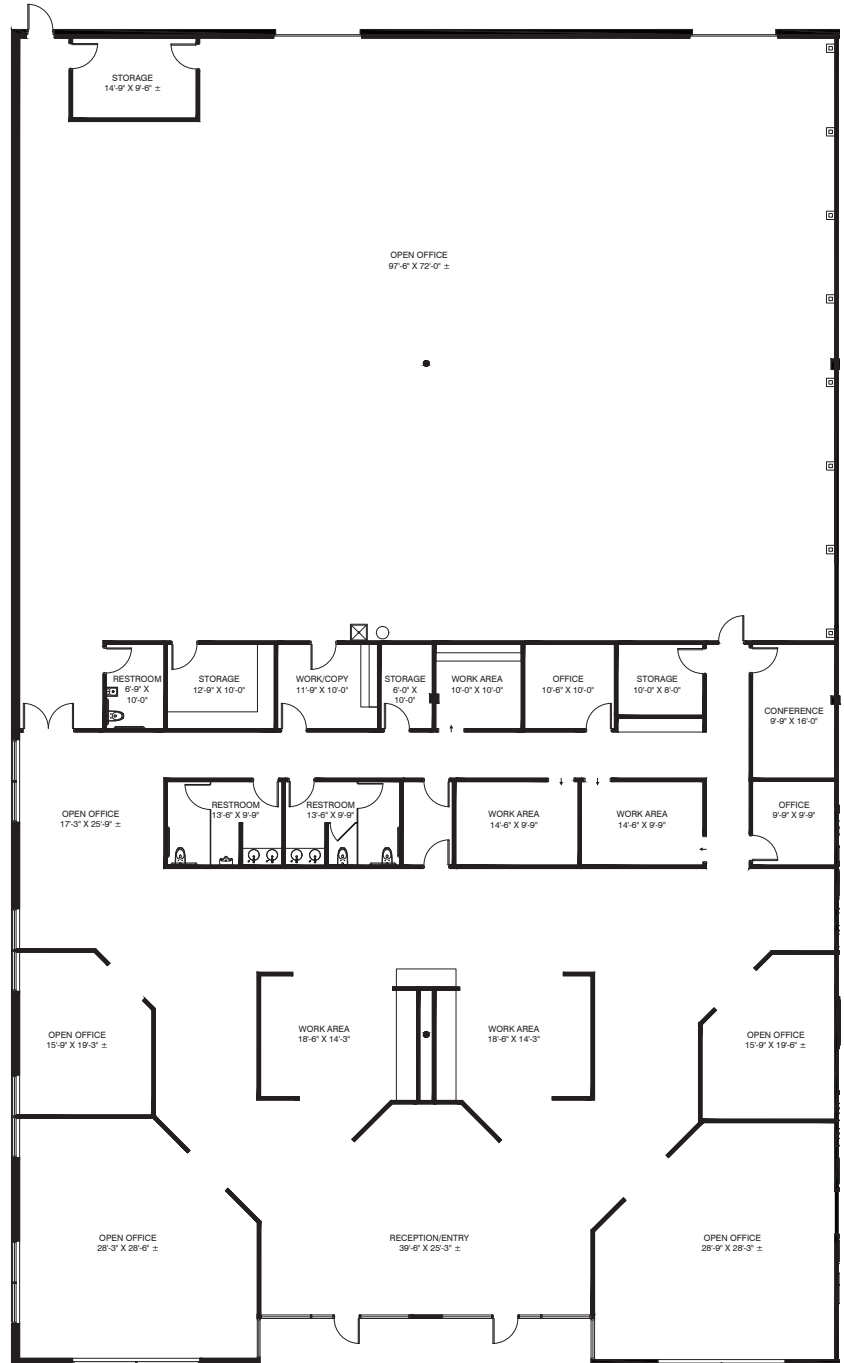 STORAGE
14'-9" X 9'-6" ±
OPEN OFFICE
97'-6" X 72'-0" ±
RESTROOM
6'-9" X
10'-0"
STORAGE
12'-9" X 10'-0"
WORK/COPY
11'-9" X 10'-0"
STORAGE
6'-0" X
10'-0"
WORK AREA
10'-0" X 10'-0"
OFFICE
10'-6" X 10'-0"
STORAGE
10'-0" X 8'-0"
CONFERENCE
9'-9" X 16'-0"
OPEN OFFICE
17'-3" X 25'-9" ±
RESTROOM
13'-6" X 9'-9"
RESTROOM
13'-6" X 9'-9"
WORK AREA
14'-6" X 9'-9"
WORK AREA
14'-6" X 9'-9"
OFFICE
9'-9" X 9'-9"
OPEN OFFICE
15'-9" X 19'-3" ±
WORK AREA
18'-6" X 14'-3"
WORK AREA
18'-6" X 14'-3"
OPEN OFFICE
15'-9" X 19'-6" ±
OPEN OFFICE
28'-3" X 28'-6" ±
RECEPTION/ENTRY
39'-6" X 25'-3" ±
OPEN OFFICE
28'-9" X 28'-3" ±